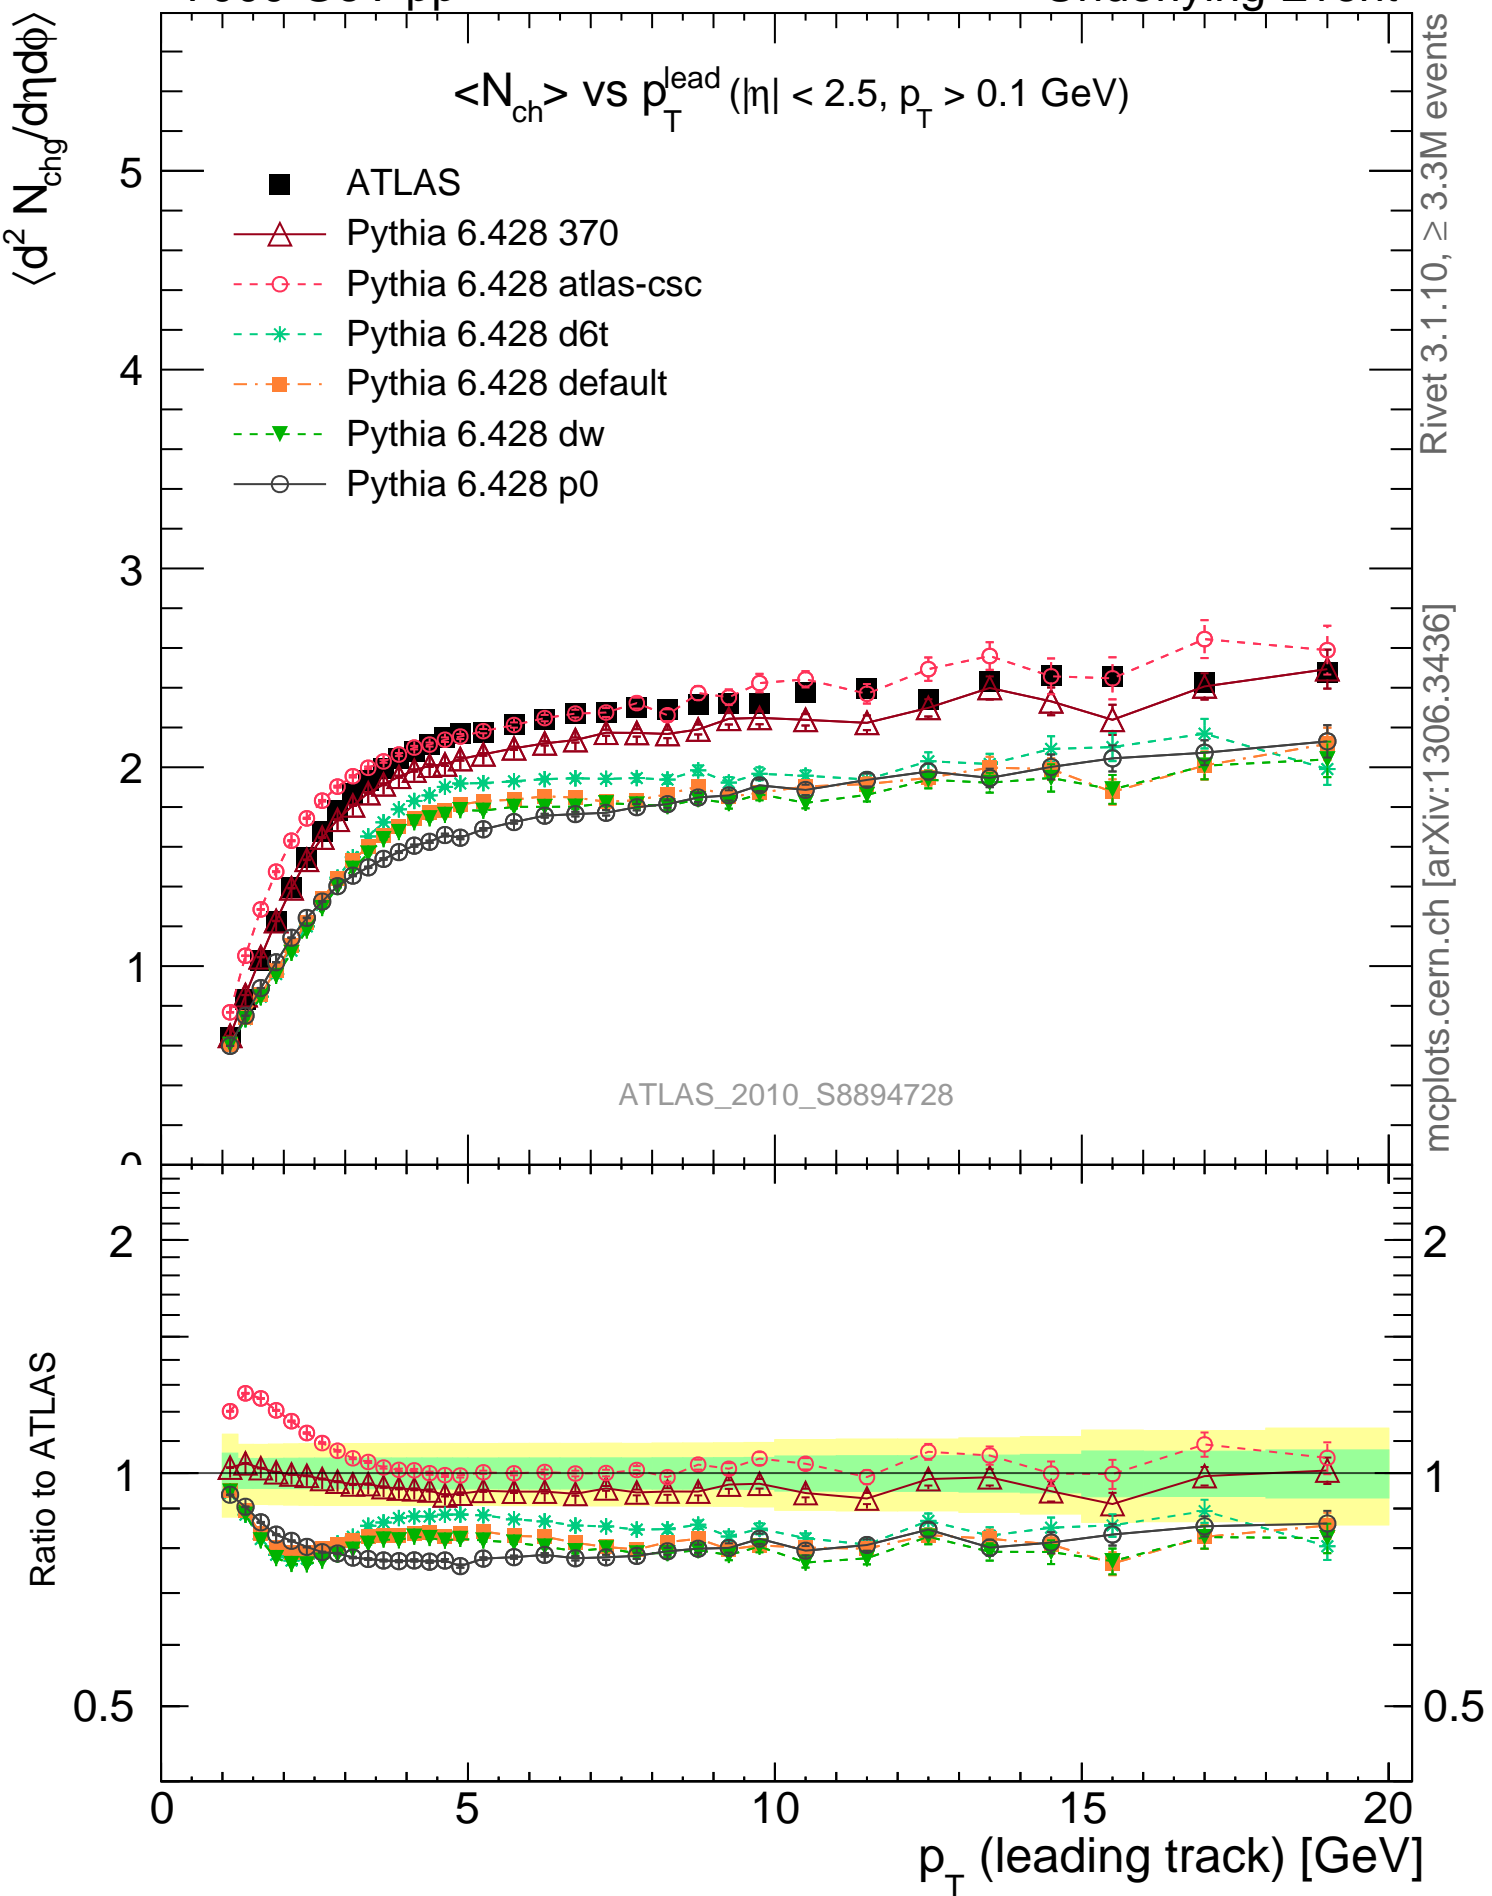 <N_ch> vs p_T^lead (|η| < 2.5, p_T > 0.1 GeV)
⟨d² N_chg/dηdϕ⟩
ATLAS
Pythia 6.428 370
Pythia 6.428 atlas-csc
Pythia 6.428 d6t
Pythia 6.428 default
Pythia 6.428 dw
Pythia 6.428 p0
5
4
3
2
1
0
ATLAS_2010_S8894728
Rivet 3.1.10, ≥ 3.3M events
mcplots.cern.ch [arXiv:1306.3436]
Ratio to ATLAS
2
1
0.5
2
1
0.5
0
5
10
15
20
p_T (leading track) [GeV]